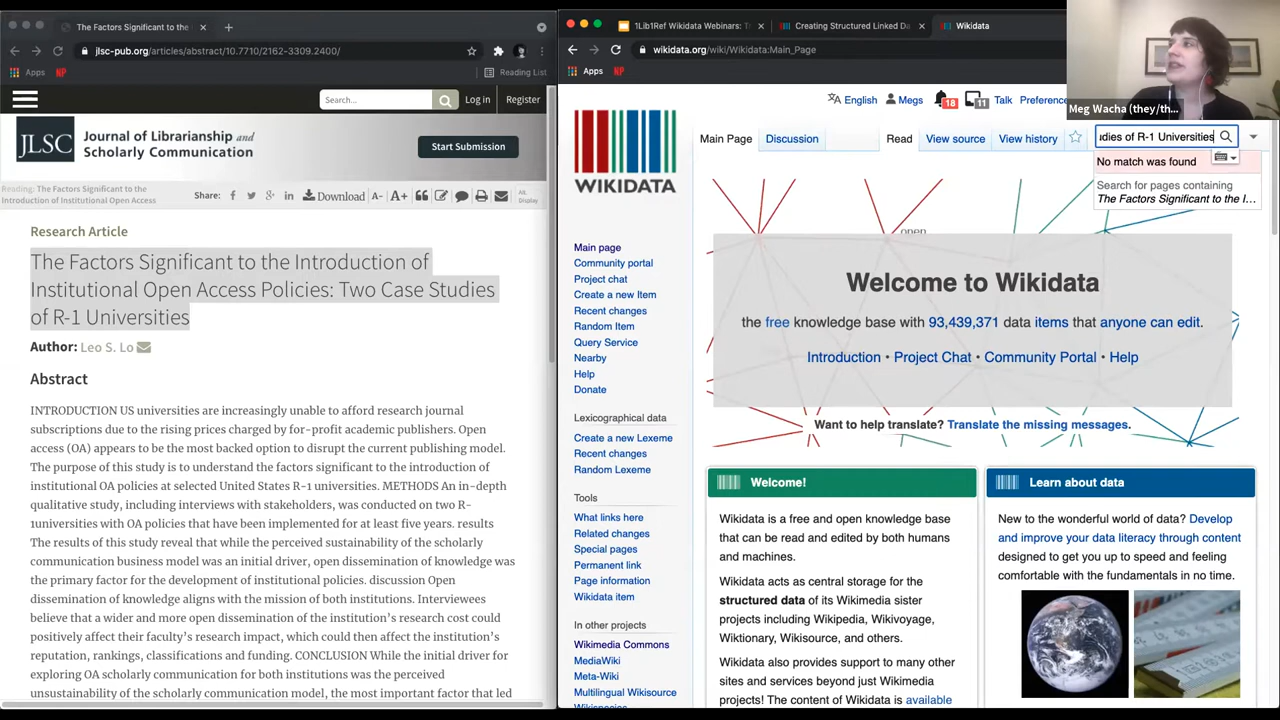 The Factors Significant to the
jlsc-pub.org/articles/abstract/10.7710/2162-3309.2400/
Apps
NP
Reading List
Search...
Log in
Register
JLSC
Journal of Librarianship and
Scholarly Communication
Start Submission
Reading: The Factors Significant to the
Introduction of Institutional Open Access
Share:
Download
A-
A+
Alt.
Display
Research Article
The Factors Significant to the Introduction of
Institutional Open Access Policies: Two Case Studies
of R-1 Universities
Author: Leo S. Lo
Abstract
INTRODUCTION US universities are increasingly unable to afford research journal
subscriptions due to the rising prices charged by for-profit academic publishers. Open
access (OA) appears to be the most backed option to disrupt the current publishing model.
The purpose of this study is to understand the factors significant to the introduction of
institutional OA policies at selected United States R-1 universities. METHODS An in-depth
qualitative study, including interviews with stakeholders, was conducted on two R-
1universities with OA policies that have been implemented for at least five years. results
The results of this study reveal that while the perceived sustainability of the scholarly
communication business model was an initial driver, open dissemination of knowledge was
the primary factor for the development of institutional policies. discussion Open
dissemination of knowledge aligns with the mission of both institutions. Interviewees
believe that a wider and more open dissemination of the institution's research cost could
positively affect their faculty's research impact, which could then affect the institution's
reputation, rankings, classifications and funding. CONCLUSION While the initial driver for
exploring OA scholarly communication for both institutions was the perceived
unsustainability of the scholarly communication model, the most important factor that led
1Lib1Ref Wikidata Webinars: T
Creating Structured Linked Da
Wikidata
wikidata.org/wiki/Wikidata:Main_Page
Apps
NP
Meg Wacha (they/th...
English
Megs
18
11
Talk
Preference
WIKIDATA
Main Page
Discussion
Read
View source
View history
udies of R-1 Universities
No match was found
Search for pages containing
The Factors Significant to the I...
Main page
Community portal
Project chat
Create a new Item
Recent changes
Random Item
Query Service
Nearby
Help
Donate
Lexicographical data
Create a new Lexeme
Recent changes
Random Lexeme
Tools
What links here
Related changes
Special pages
Permanent link
Page information
Wikidata item
In other projects
Wikimedia Commons
MediaWiki
Meta-Wiki
Multilingual Wikisource
Wikispecies
open
Welcome to Wikidata
the free knowledge base with 93,439,371 data items that anyone can edit.
Introduction • Project Chat • Community Portal • Help
Want to help translate? Translate the missing messages.
Welcome!
Wikidata is a free and open knowledge base
that can be read and edited by both humans
and machines.
Wikidata acts as central storage for the
structured data of its Wikimedia sister
projects including Wikipedia, Wikivoyage,
Wiktionary, Wikisource, and others.
Wikidata also provides support to many other
sites and services beyond just Wikimedia
projects! The content of Wikidata is available
Learn about data
New to the wonderful world of data? Develop
and improve your data literacy through content
designed to get you up to speed and feeling
comfortable with the fundamentals in no time.